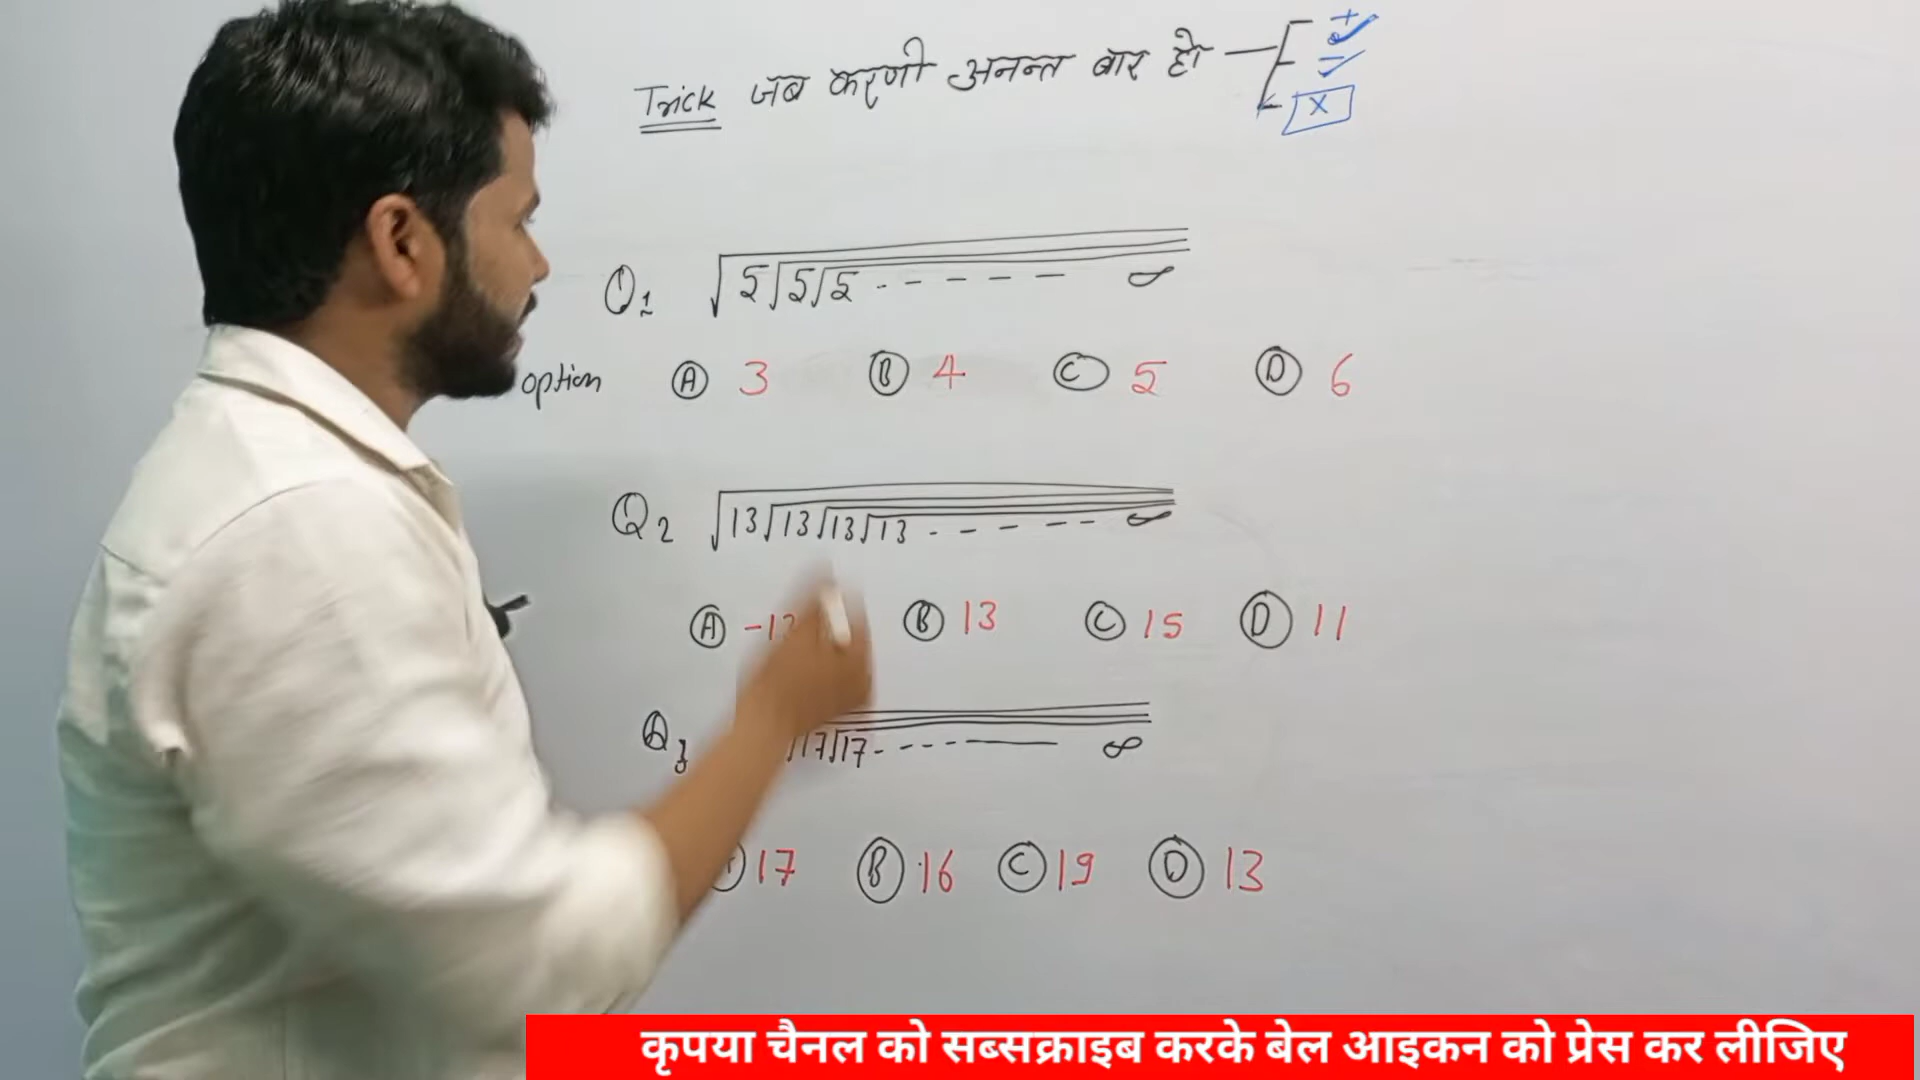 Trick जब करणी अनन्त बार हो — + - x
Q1 √5√5√5 - - - - - ∞
option (A) 3 (B) 4 (C) 5 (D) 6
Q2 √13√13√13√13 - - - - - ∞
(A) -13 (B) 13 (C) 15 (D) 11
Q3 √17√17 - - - - — ∞
17 (B) 16 (C) 19 (D) 13
कृपया चैनल को सब्सक्राइब करके बेल आइकन को प्रेस कर लीजिए